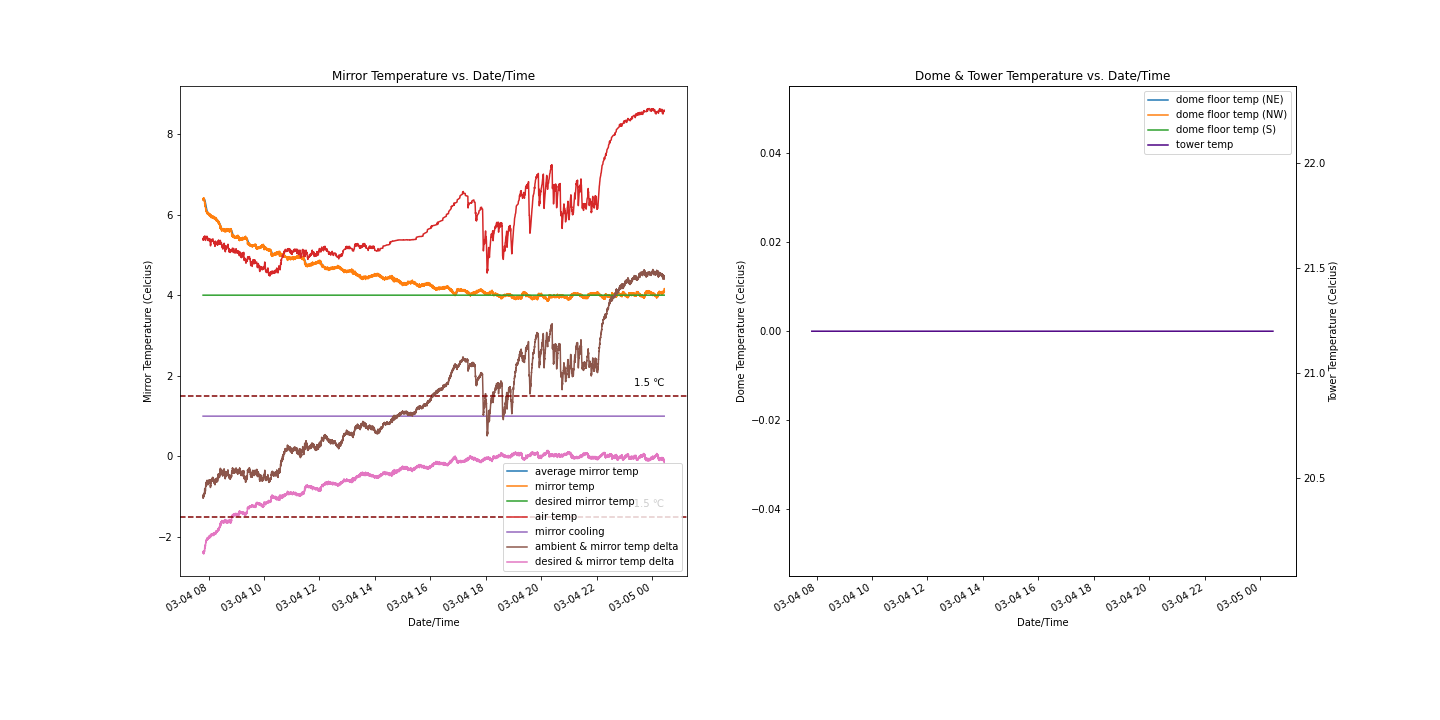 Mirror Temperature vs. Date/Time
Mirror Temperature (Celcius)
8
6
4
2
0
−2
1.5 °C
1.5 °C
average mirror temp
mirror temp
desired mirror temp
air temp
mirror cooling
ambient & mirror temp delta
desired & mirror temp delta
03-04 08
03-04 10
03-04 12
03-04 14
03-04 16
03-04 18
03-04 20
03-04 22
03-05 00
Date/Time
Dome & Tower Temperature vs. Date/Time
Dome Temperature (Celcius)
0.04
0.02
0.00
−0.02
−0.04
dome floor temp (NE)
dome floor temp (NW)
dome floor temp (S)
tower temp
22.0
21.5
21.0
20.5
Tower Temperature (Celcius)
03-04 08
03-04 10
03-04 12
03-04 14
03-04 16
03-04 18
03-04 20
03-04 22
03-05 00
Date/Time